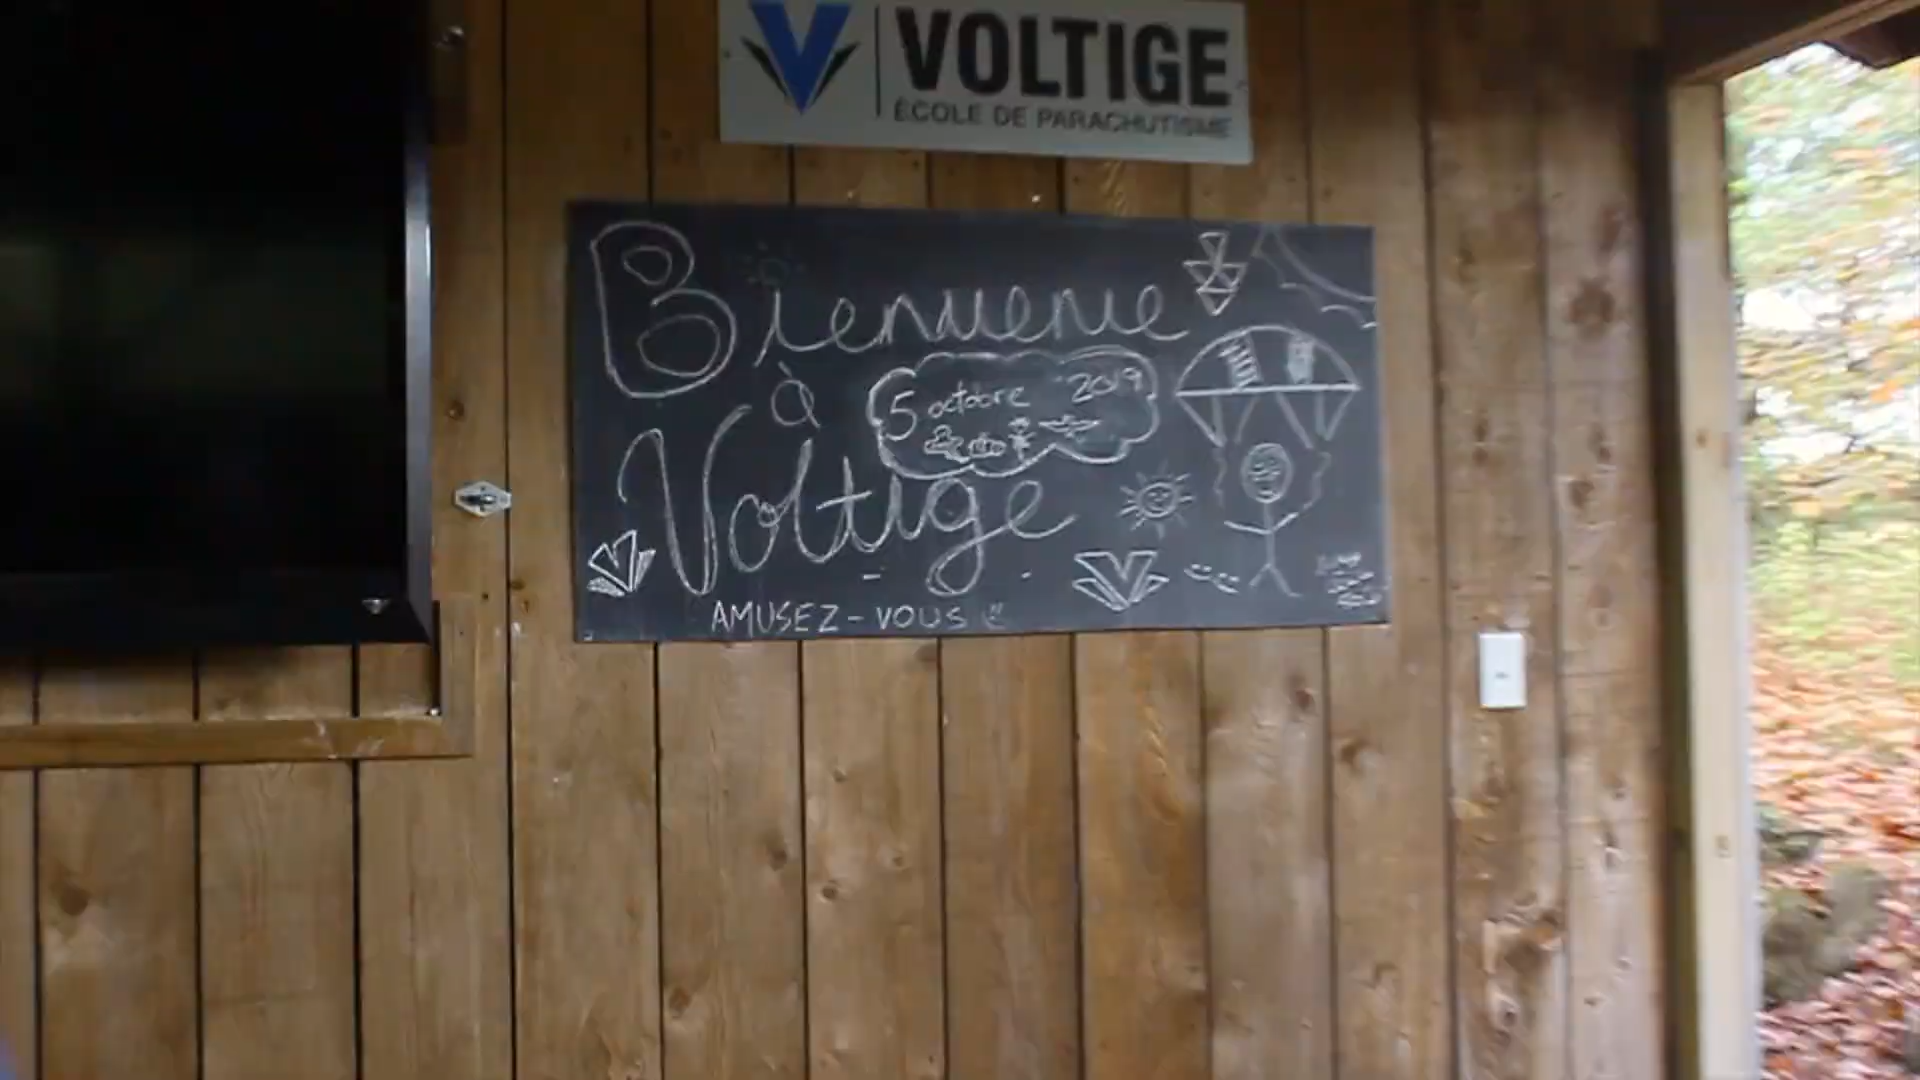 VOLTIGE
ÉCOLE DE PARACHUTISME
Bienvenue
à
5 octobre 2019
Voltige
AMUSEZ-VOUS